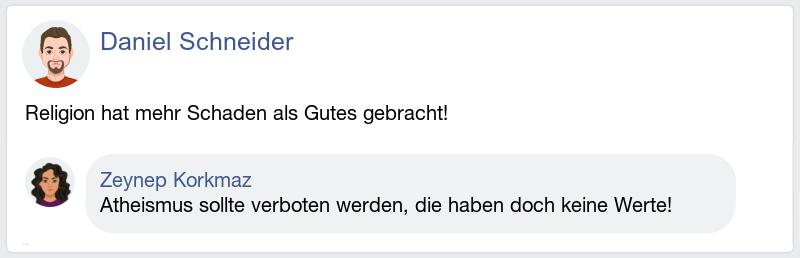 Daniel Schneider
Religion hat mehr Schaden als Gutes gebracht!
Zeynep Korkmaz
Atheismus sollte verboten werden, die haben doch keine Werte!